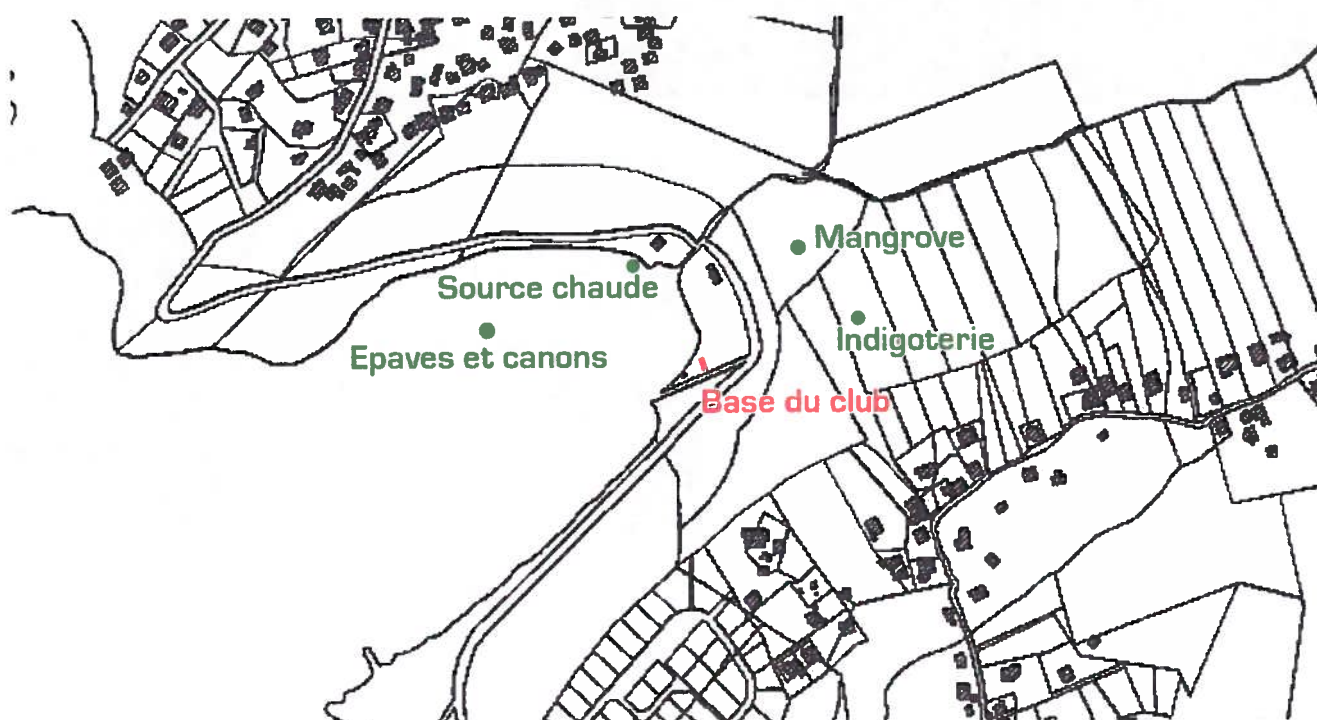 Mangrove
Source chaude
Indigoterie
Epaves et canons
Base du club